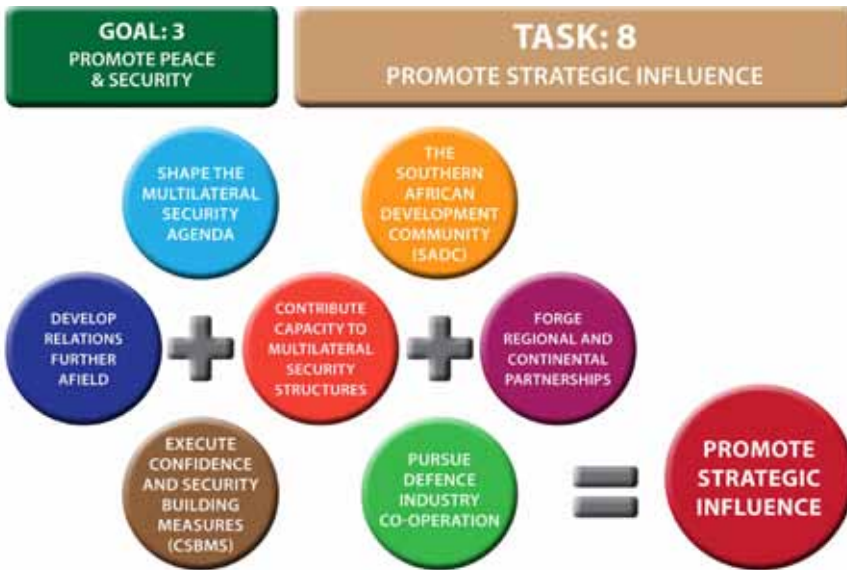 GOAL: 3
PROMOTE PEACE
& SECURITY
TASK: 8
PROMOTE STRATEGIC INFLUENCE
SHAPE THE
MULTILATERAL
SECURITY
AGENDA
THE
SOUTHERN
AFRICAN
DEVELOPMENT
COMMUNITY
(SADC)
DEVELOP
RELATIONS
FURTHER
AFIELD
CONTRIBUTE
CAPACITY TO
MULTILATERAL
SECURITY
STRUCTURES
FORGE
REGIONAL AND
CONTINENTAL
PARTNERSHIPS
EXECUTE
CONFIDENCE
AND SECURITY
BUILDING
MEASURES
(CSBMS)
PURSUE
DEFENCE
INDUSTRY
CO-OPERATION
PROMOTE
STRATEGIC
INFLUENCE